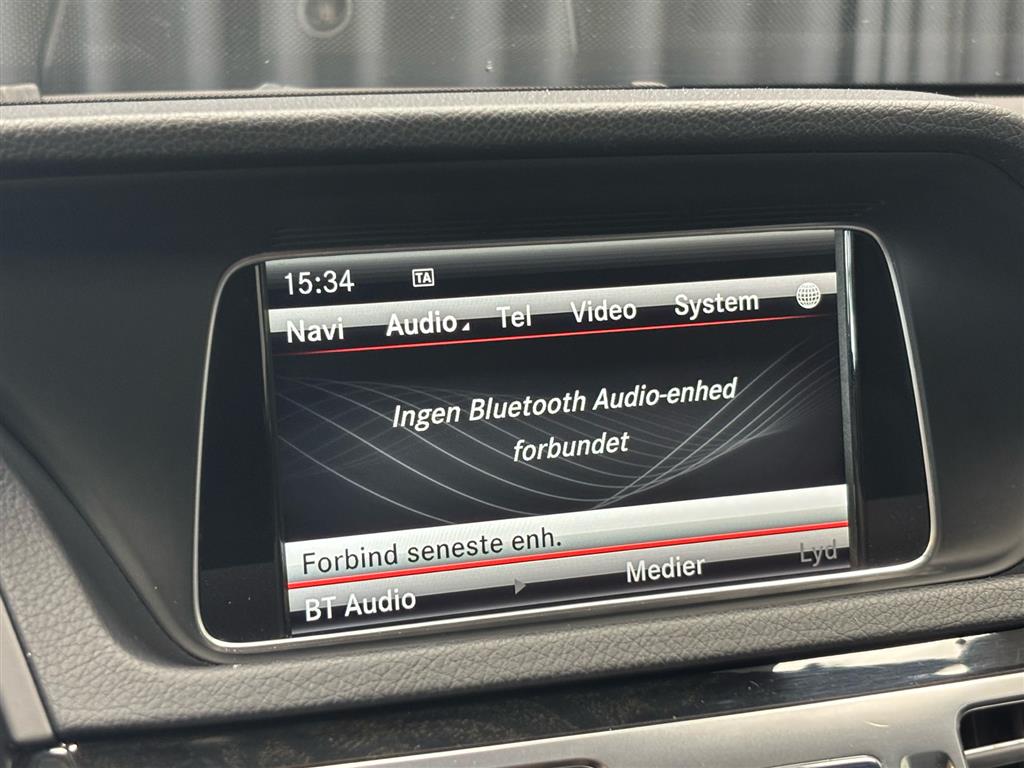 15:34 TA
Navi Audio Tel Video System
Ingen Bluetooth Audio-enhed
forbundet
Forbind seneste enh.
BT Audio Medier Lyd